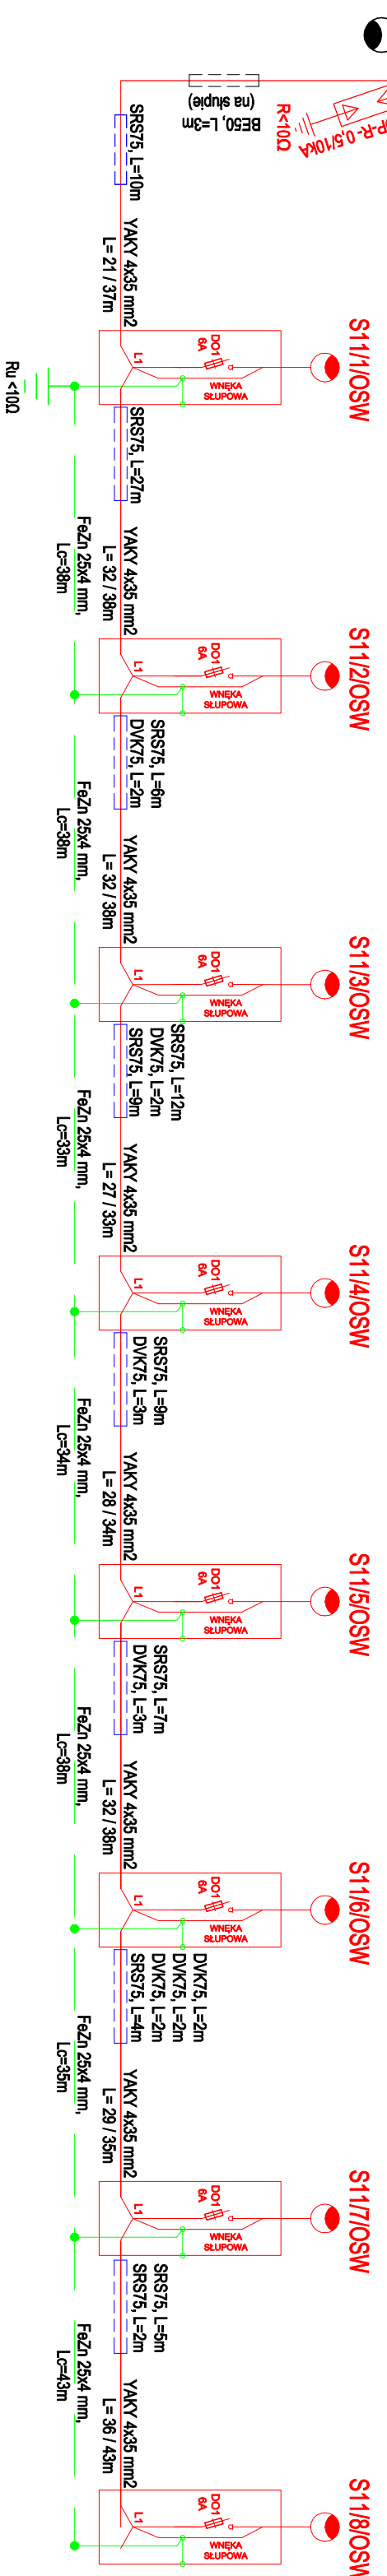 P-R- 0,5/10kA
R<10Ω
BE50, L=3m
(na słupie)
SRS75, L=10m
YAKY 4x35 mm2
L= 21 / 37m
S11/1/OSW
DO1
6A
WNĘKA
SŁUPOWA
L1
Ru <10Ω
SRS75, L=27m
YAKY 4x35 mm2
L= 32 / 38m
FeZn 25x4 mm,
Lc=38m
S11/2/OSW
DO1
6A
WNĘKA
SŁUPOWA
L1
SRS75, L=6m
DVK75, L=2m
YAKY 4x35 mm2
L= 32 / 38m
FeZn 25x4 mm,
Lc=38m
S11/3/OSW
DO1
6A
WNĘKA
SŁUPOWA
L1
SRS75, L=12m
DVK75, L=2m
SRS75, L=9m
YAKY 4x35 mm2
L= 27 / 33m
FeZn 25x4 mm,
Lc=33m
S11/4/OSW
DO1
6A
WNĘKA
SŁUPOWA
L1
SRS75, L=9m
DVK75, L=3m
YAKY 4x35 mm2
L= 28 / 34m
FeZn 25x4 mm,
Lc=34m
S11/5/OSW
DO1
6A
WNĘKA
SŁUPOWA
L1
SRS75, L=7m
DVK75, L=3m
YAKY 4x35 mm2
L= 32 / 38m
FeZn 25x4 mm,
Lc=38m
S11/6/OSW
DO1
6A
WNĘKA
SŁUPOWA
L1
DVK75, L=2m
DVK75, L=2m
DVK75, L=2m
SRS75, L=4m
YAKY 4x35 mm2
L= 29 / 35m
FeZn 25x4 mm,
Lc=35m
S11/7/OSW
DO1
6A
WNĘKA
SŁUPOWA
L1
SRS75, L=5m
SRS75, L=2m
YAKY 4x35 mm2
L= 36 / 43m
FeZn 25x4 mm,
Lc=43m
S11/8/OSW
DO1
6A
WNĘKA
SŁUPOWA
L1